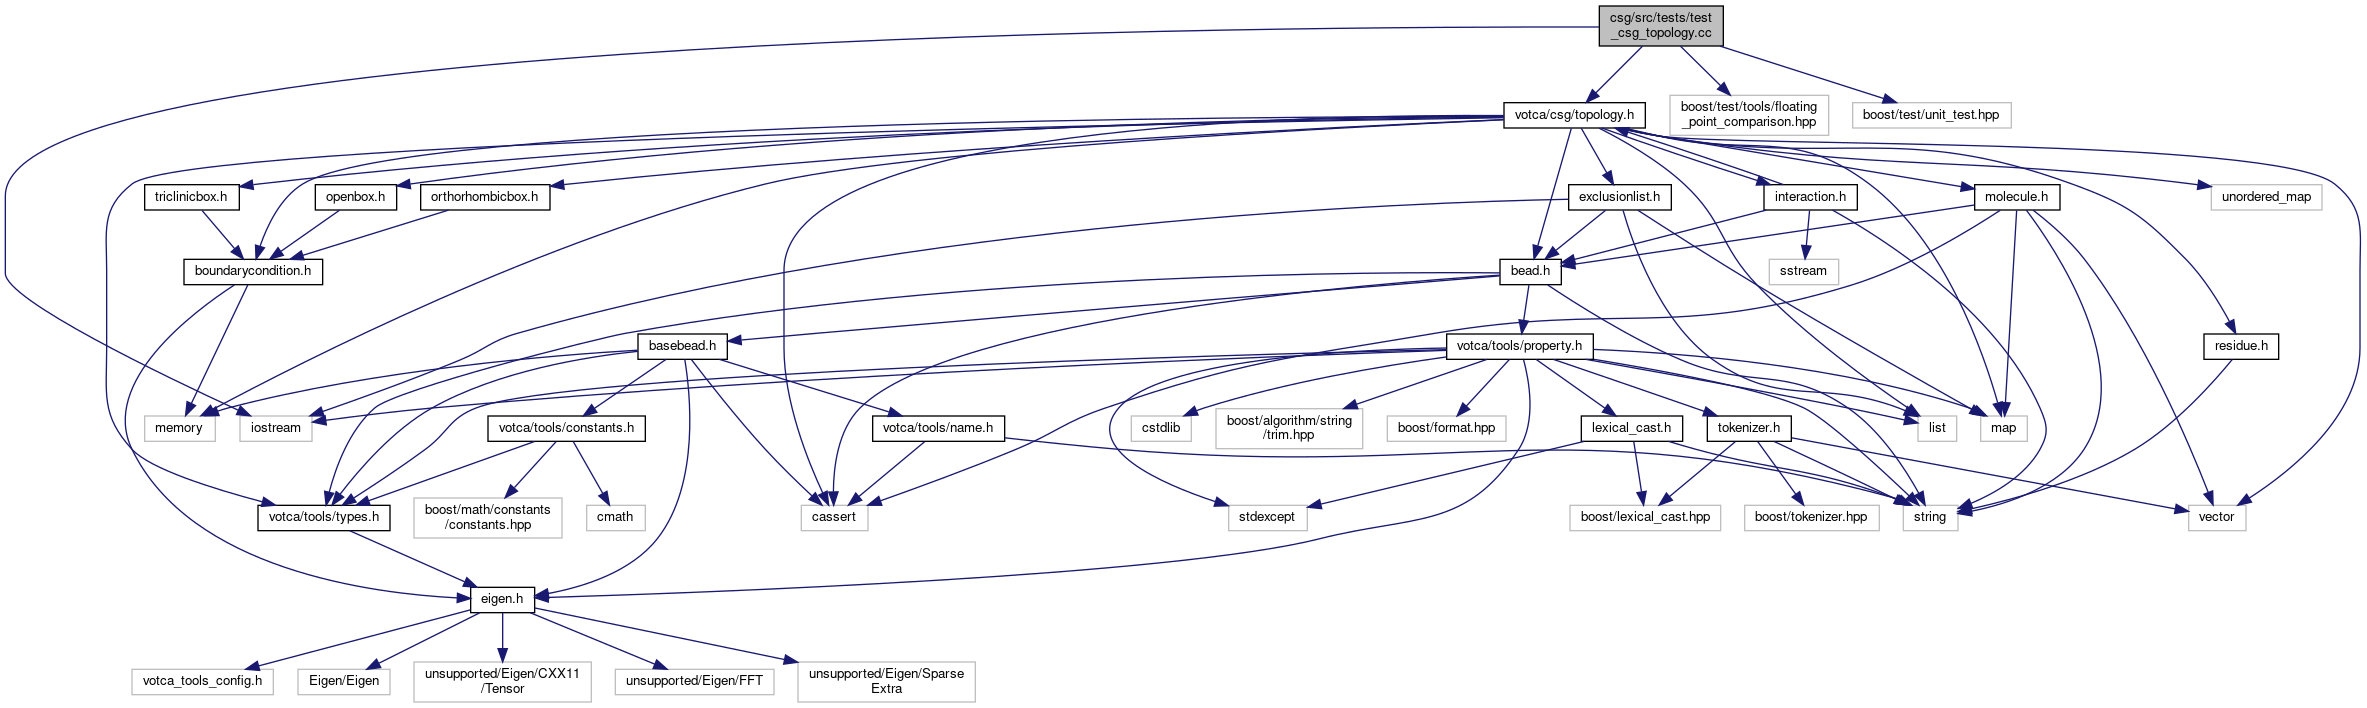 csg/src/tests/test
_csg_topology.cc
votca/csg/topology.h
boost/test/tools/floating
_point_comparison.hpp
boost/test/unit_test.hpp
triclinicbox.h
openbox.h
orthorhombicbox.h
exclusionlist.h
interaction.h
molecule.h
unordered_map
boundarycondition.h
bead.h
sstream
basebead.h
votca/tools/property.h
residue.h
memory
iostream
votca/tools/constants.h
votca/tools/name.h
cstdlib
boost/algorithm/string
/trim.hpp
boost/format.hpp
lexical_cast.h
tokenizer.h
list
map
votca/tools/types.h
boost/math/constants
/constants.hpp
cmath
cassert
stdexcept
boost/lexical_cast.hpp
boost/tokenizer.hpp
string
vector
eigen.h
votca_tools_config.h
Eigen/Eigen
unsupported/Eigen/CXX11
/Tensor
unsupported/Eigen/FFT
unsupported/Eigen/Sparse
Extra